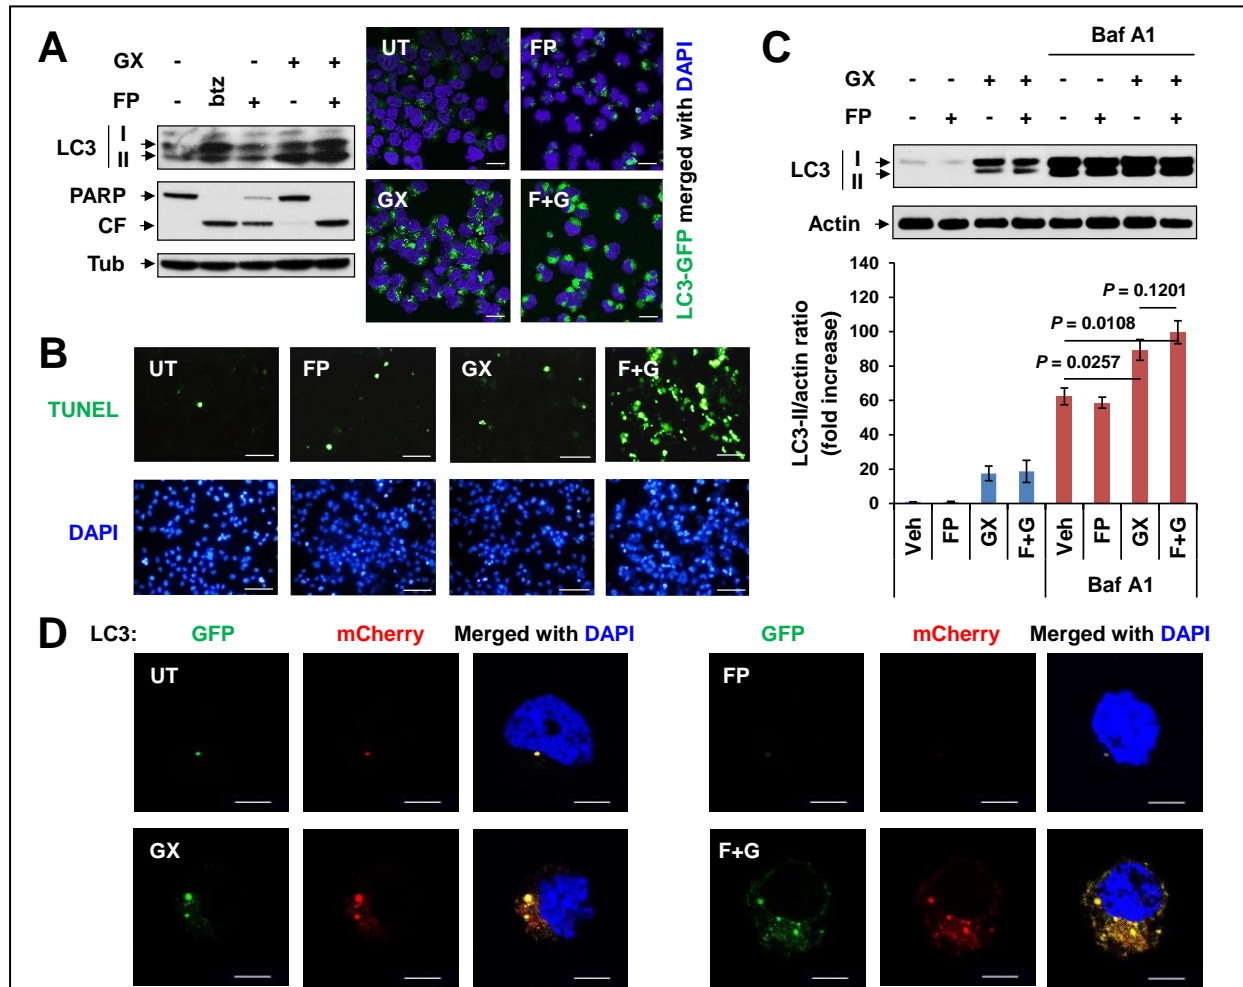 A
GX - btz - + +
FP - + - +
LC3 I
II
PARP
CF
Tub
UT
FP
GX
F+G
LC3-GFP merged with DAPI
B
UT
FP
GX
F+G
TUNEL
DAPI
C
Baf A1
GX - - + + - - + +
FP - + - + - + - +
LC3 I
II
Actin
LC3-II/actin ratio
(fold increase)
140
120
100
80
60
40
20
0
P = 0.1201
P = 0.0108
P = 0.0257
Veh FP GX F+G Veh FP GX F+G
Baf A1
D
LC3: GFP mCherry Merged with DAPI GFP mCherry Merged with DAPI
UT
FP
GX
F+G